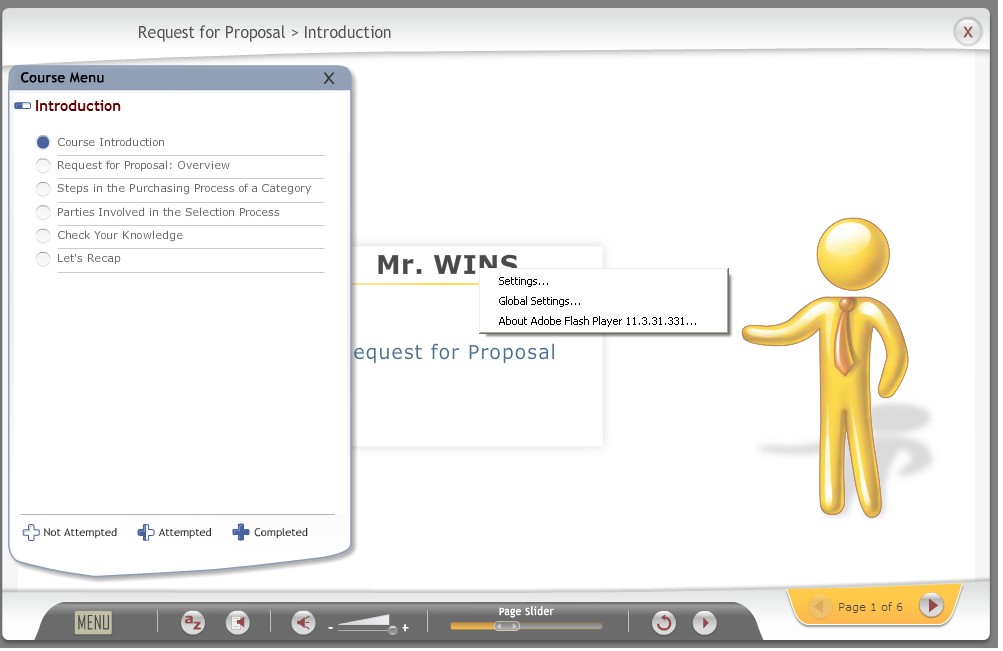 Request for Proposal > Introduction
X
Course Menu X
Introduction
Course Introduction
Request for Proposal: Overview
Steps in the Purchasing Process of a Category
Parties Involved in the Selection Process
Check Your Knowledge
Let's Recap
Not Attempted Attempted Completed
Mr. WINS
Settings...
Global Settings...
About Adobe Flash Player 11.3.31.331...
equest for Proposal
MENU
az
- +
Page Slider
Page 1 of 6